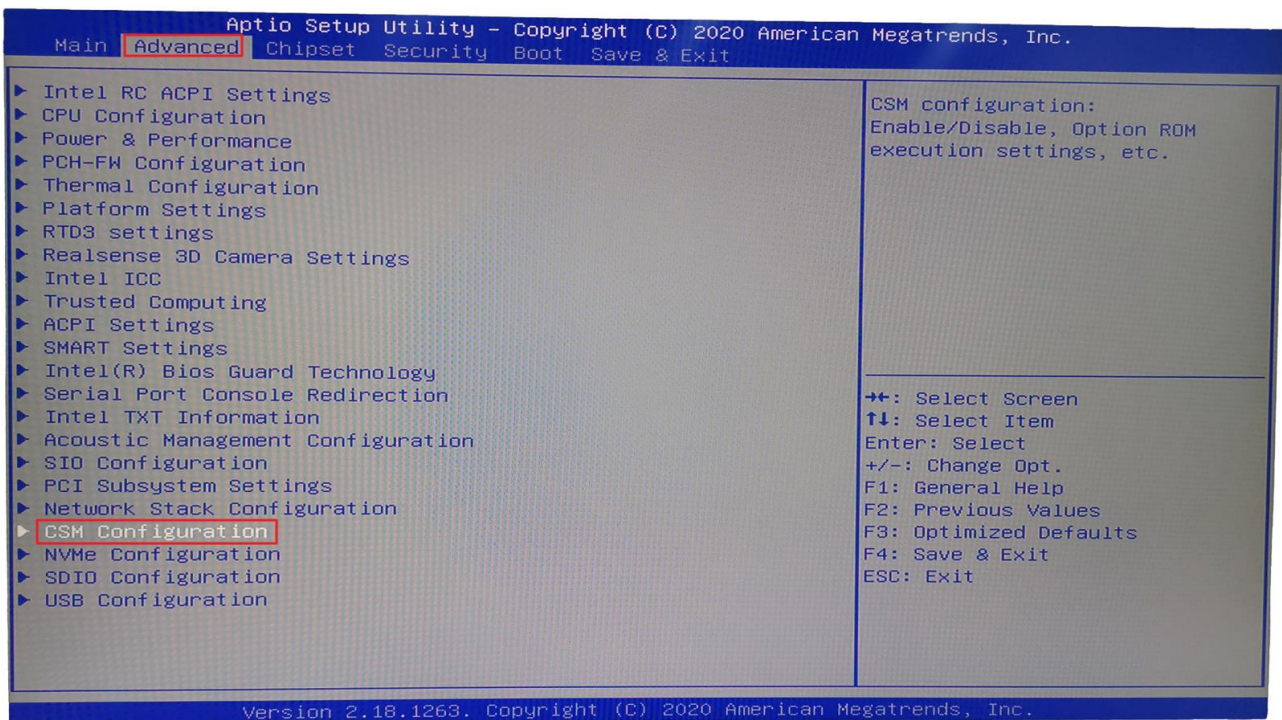 Aptio Setup Utility – Copyright (C) 2020 American Megatrends, Inc.
Main Advanced Chipset Security Boot Save & Exit
▶ Intel RC ACPI Settings
▶ CPU Configuration
▶ Power & Performance
▶ PCH-FW Configuration
▶ Thermal Configuration
▶ Platform Settings
▶ RTD3 settings
▶ Realsense 3D Camera Settings
▶ Intel ICC
▶ Trusted Computing
▶ ACPI Settings
▶ SMART Settings
▶ Intel(R) Bios Guard Technology
▶ Serial Port Console Redirection
▶ Intel TXT Information
▶ Acoustic Management Configuration
▶ SIO Configuration
▶ PCI Subsystem Settings
▶ Network Stack Configuration
▶ CSM Configuration
▶ NVMe Configuration
▶ SDIO Configuration
▶ USB Configuration
CSM configuration:
Enable/Disable, Option ROM
execution settings, etc.
→←: Select Screen
↑↓: Select Item
Enter: Select
+/-: Change Opt.
F1: General Help
F2: Previous Values
F3: Optimized Defaults
F4: Save & Exit
ESC: Exit
Version 2.18.1263. Copyright (C) 2020 American Megatrends, Inc.